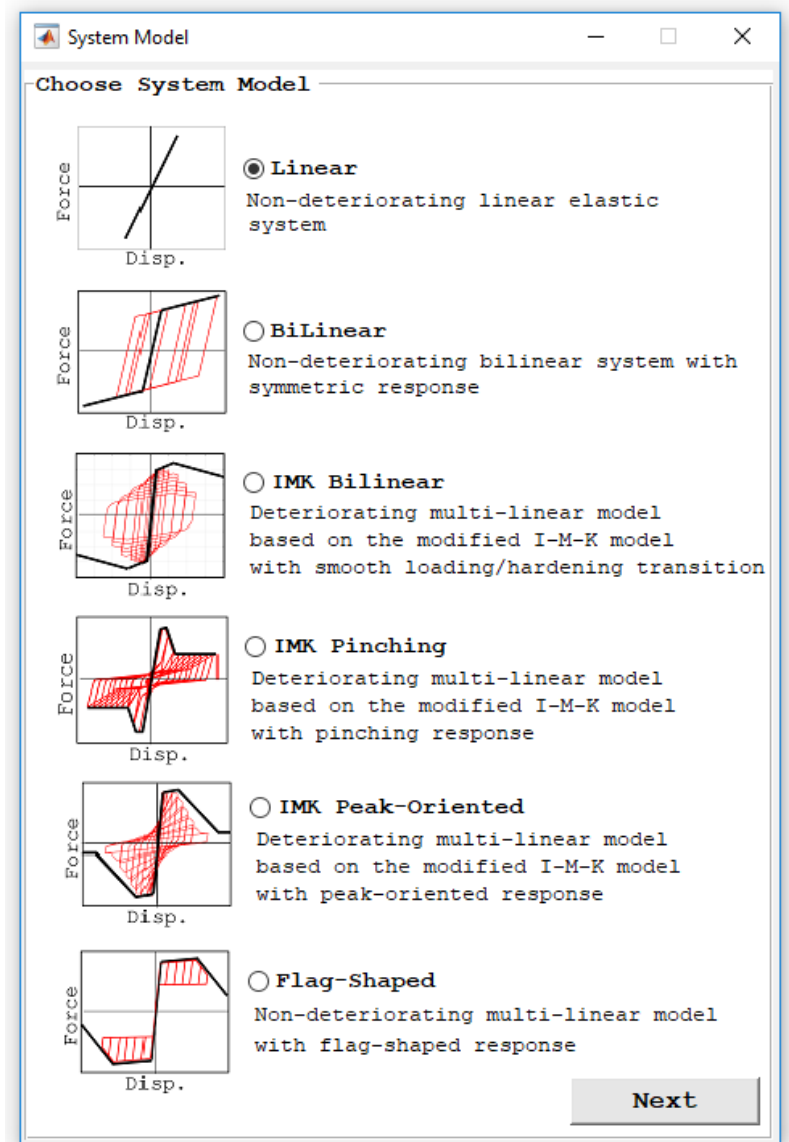 System Model
Choose System Model
Force
Disp.
Linear
Non-deteriorating linear elastic
system
Force
Disp.
BiLinear
Non-deteriorating bilinear system with
symmetric response
Force
Disp.
IMK Bilinear
Deteriorating multi-linear model
based on the modified I-M-K model
with smooth loading/hardening transition
Force
Disp.
IMK Pinching
Deteriorating multi-linear model
based on the modified I-M-K model
with pinching response
Force
Disp.
IMK Peak-Oriented
Deteriorating multi-linear model
based on the modified I-M-K model
with peak-oriented response
Force
Disp.
Flag-Shaped
Non-deteriorating multi-linear model
with flag-shaped response
Next